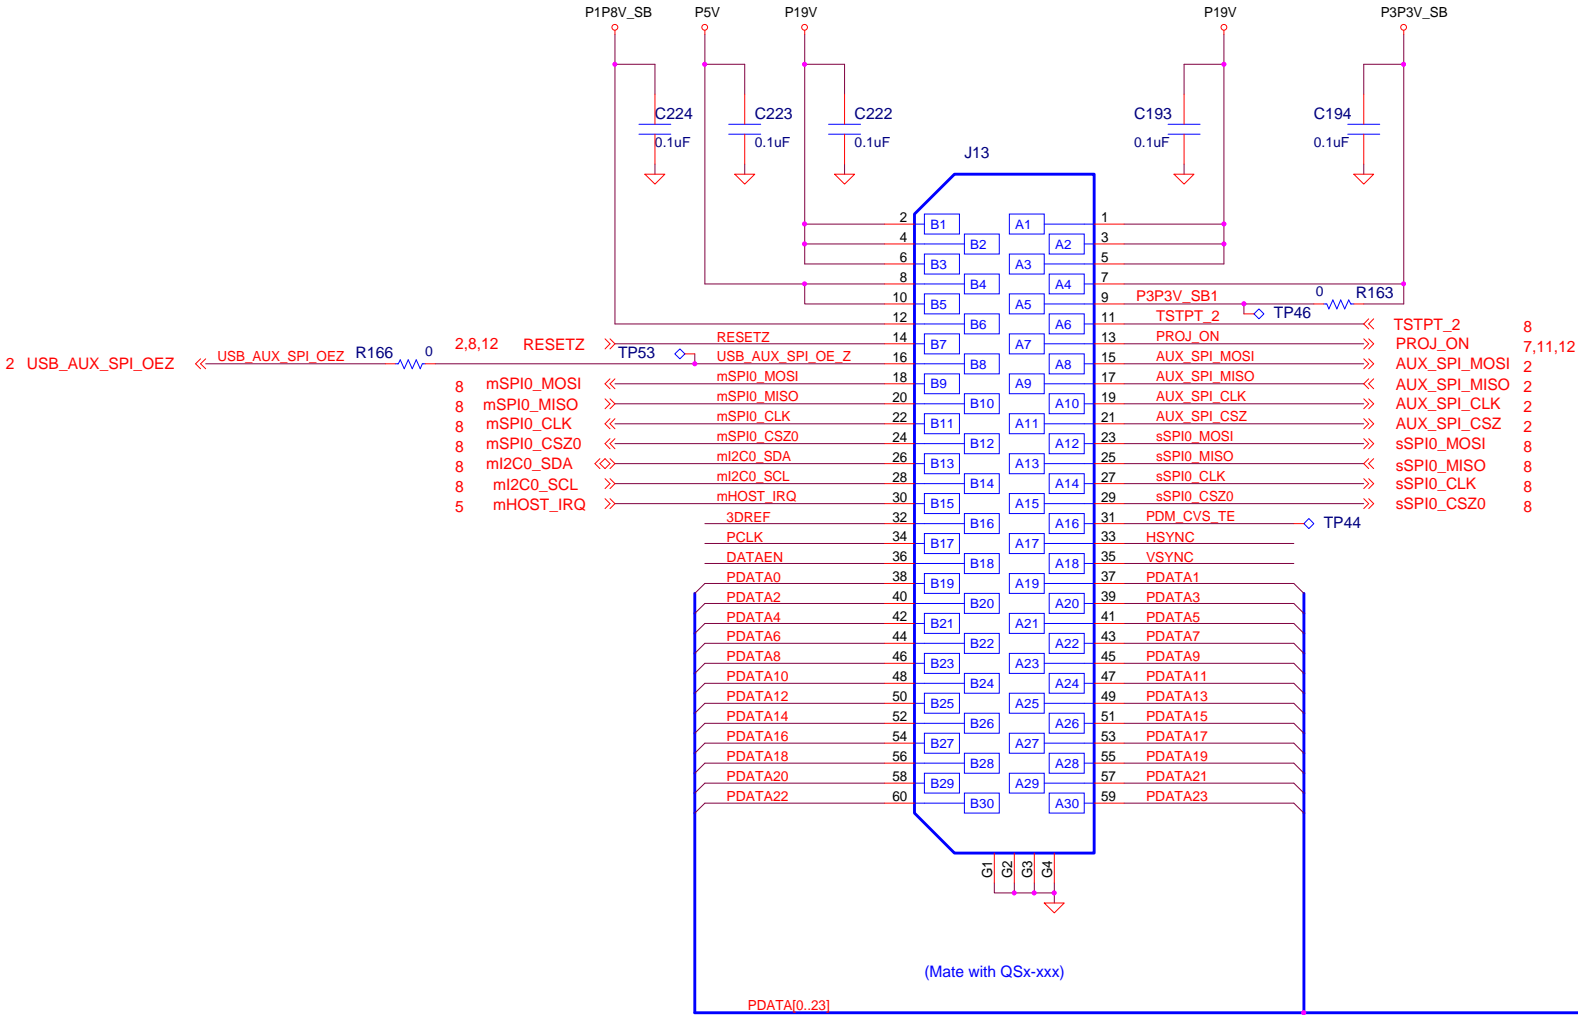 P1P8V_SB P5V P19V P19V P3P3V_SB
C224 C223 C222 C193 C194
0.1uF 0.1uF 0.1uF 0.1uF 0.1uF
J13
2 B1 A1 1
4 B2 A2 3
6 B3 A3 5
8 B4 A4 7
10 B5 A5 9 P3P3V_SB1 0 R163
TP46
12 B6 A6 11 TSTPT_2 TSTPT_2 8
2,8,12 RESETZ RESETZ 14 B7 A7 13 PROJ_ON PROJ_ON 7,11,12
2 USB_AUX_SPI_OEZ USB_AUX_SPI_OEZ R166 0 TP53 USB_AUX_SPI_OE_Z 16 B8 A8 15 AUX_SPI_MOSI AUX_SPI_MOSI 2
8 mSPI0_MOSI mSPI0_MOSI 18 B9 A9 17 AUX_SPI_MISO AUX_SPI_MISO 2
8 mSPI0_MISO mSPI0_MISO 20 B10 A10 19 AUX_SPI_CLK AUX_SPI_CLK 2
8 mSPI0_CLK mSPI0_CLK 22 B11 A11 21 AUX_SPI_CSZ AUX_SPI_CSZ 2
8 mSPI0_CSZ0 mSPI0_CSZ0 24 B12 A12 23 sSPI0_MOSI sSPI0_MOSI 8
8 mI2C0_SDA mI2C0_SDA 26 B13 A13 25 sSPI0_MISO sSPI0_MISO 8
8 mI2C0_SCL mI2C0_SCL 28 B14 A14 27 sSPI0_CLK sSPI0_CLK 8
5 mHOST_IRQ mHOST_IRQ 30 B15 A15 29 sSPI0_CSZ0 sSPI0_CSZ0 8
3DREF 32 B16 A16 31 PDM_CVS_TE TP44
PCLK 34 B17 A17 33 HSYNC
DATAEN 36 B18 A18 35 VSYNC
PDATA0 38 B19 A19 37 PDATA1
PDATA2 40 B20 A20 39 PDATA3
PDATA4 42 B21 A21 41 PDATA5
PDATA6 44 B22 A22 43 PDATA7
PDATA8 46 B23 A23 45 PDATA9
PDATA10 48 B24 A24 47 PDATA11
PDATA12 50 B25 A25 49 PDATA13
PDATA14 52 B26 A26 51 PDATA15
PDATA16 54 B27 A27 53 PDATA17
PDATA18 56 B28 A28 55 PDATA19
PDATA20 58 B29 A29 57 PDATA21
PDATA22 60 B30 A30 59 PDATA23
G1 G2 G3 G4
(Mate with QSx-xxx)
PDATA[0..23]